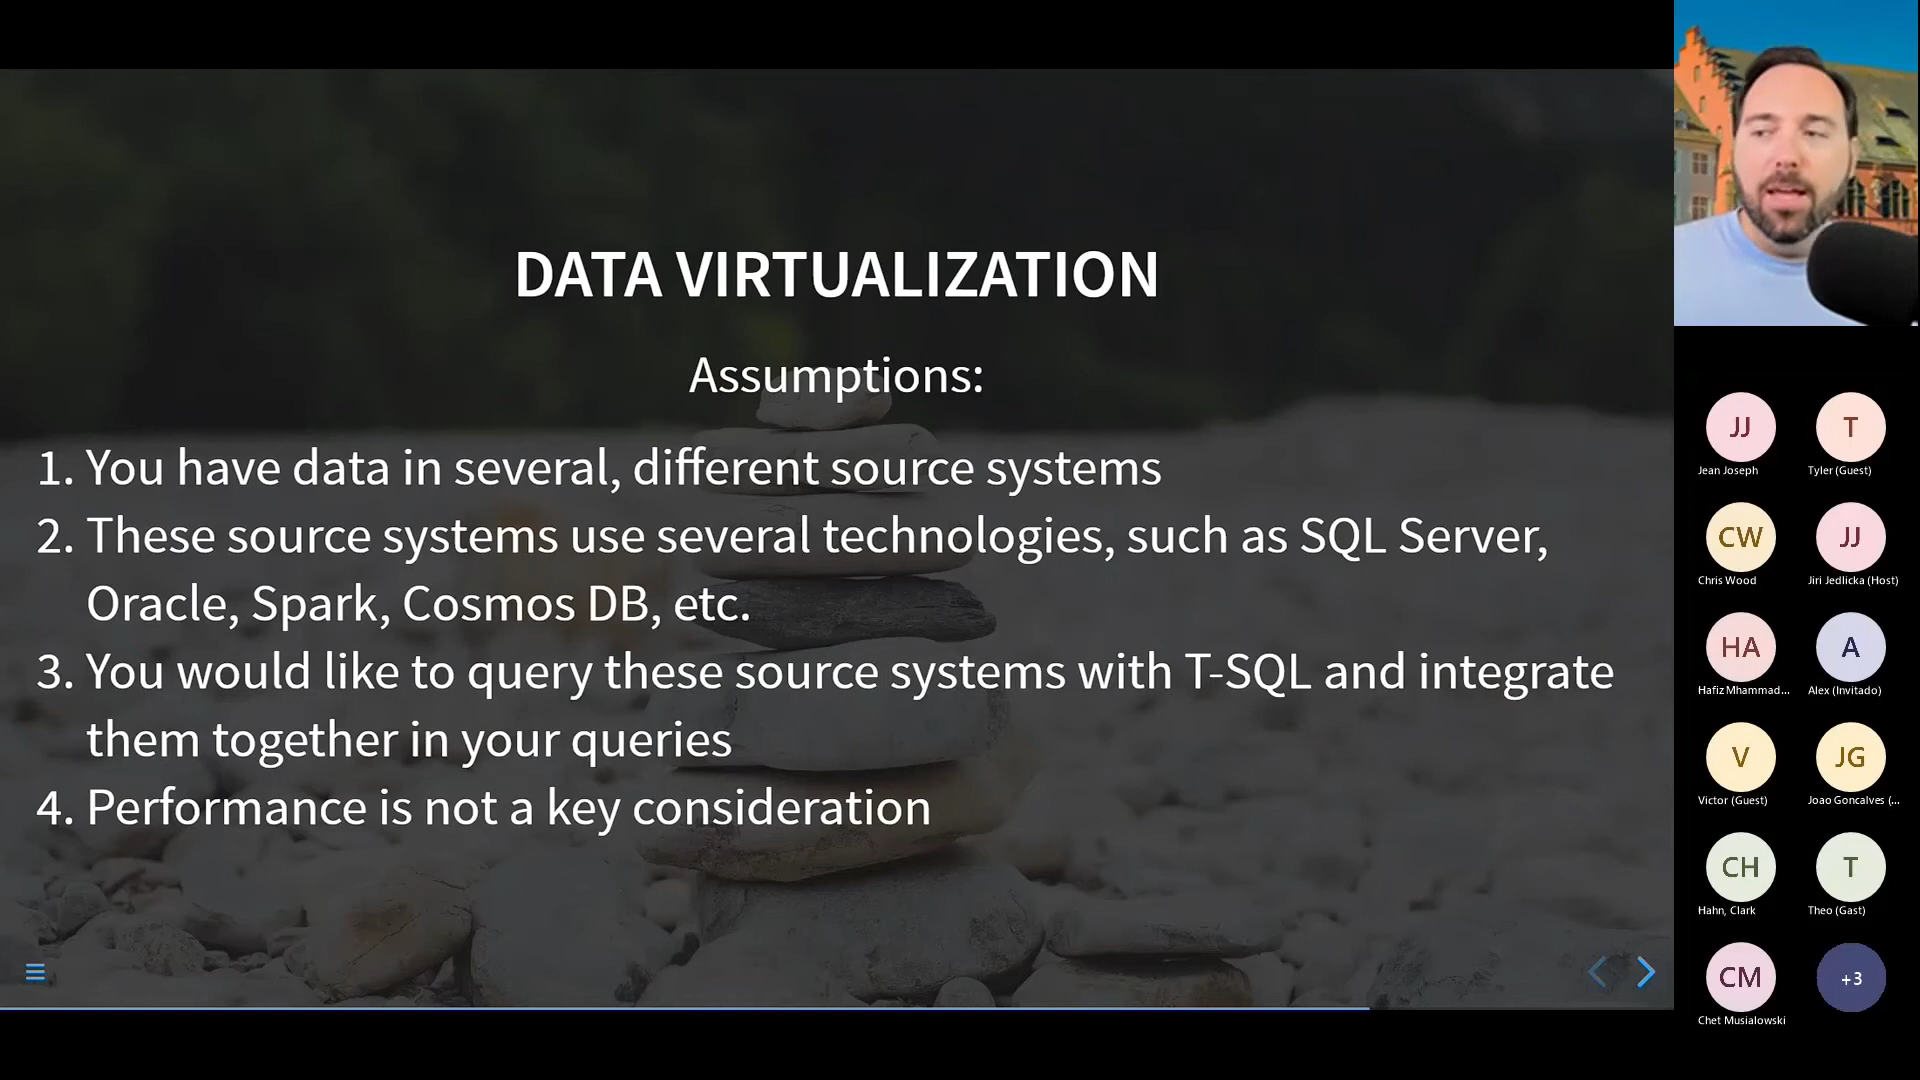 DATA VIRTUALIZATION
Assumptions:
1. You have data in several, different source systems
2. These source systems use several technologies, such as SQL Server,
Oracle, Spark, Cosmos DB, etc.
3. You would like to query these source systems with T-SQL and integrate
them together in your queries
4. Performance is not a key consideration
JJ
T
Jean Joseph
Tyler (Guest)
CW
JJ
Chris Wood
Jiri Jedlicka (Host)
HA
A
Hafiz Mhammad...
Alex (Invitado)
V
JG
Victor (Guest)
Joao Goncalves (...
CH
T
Hahn, Clark
Theo (Gast)
CM
+3
Chet Musialowski